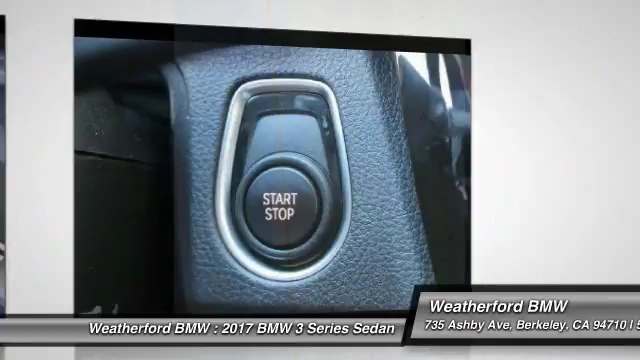 START
STOP
Weatherford BMW
Weatherford BMW : 2017 BMW 3 Series Sedan
735 Ashby Ave, Berkeley, CA 94710 I